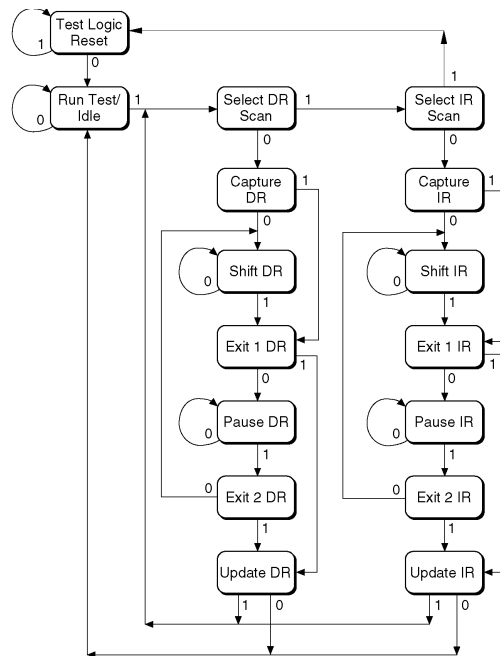 Test Logic
Reset
1
0
1
Run Test/
Idle
1
0
Select DR
Scan
1
Select IR
Scan
0
0
Capture
DR
1
Capture
IR
1
0
0
Shift DR
0
Shift IR
0
1
1
Exit 1 DR
1
Exit 1 IR
1
0
0
Pause DR
0
Pause IR
0
1
1
0
Exit 2 DR
0
Exit 2 IR
1
1
Update DR
Update IR
1
0
1
0